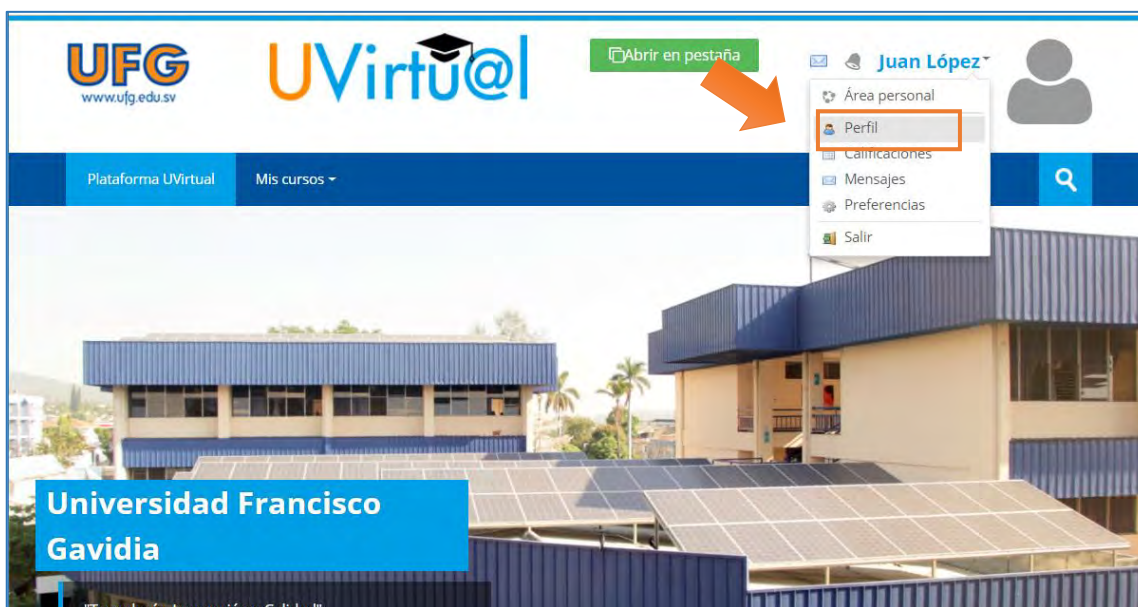 UFG
www.ufg.edu.sv
UVirtu@l
Abrir en pestaña
Juan López
Área personal
Perfil
Calificaciones
Mensajes
Preferencias
Salir
Plataforma UVirtual
Mis cursos
Universidad Francisco
Gavidia